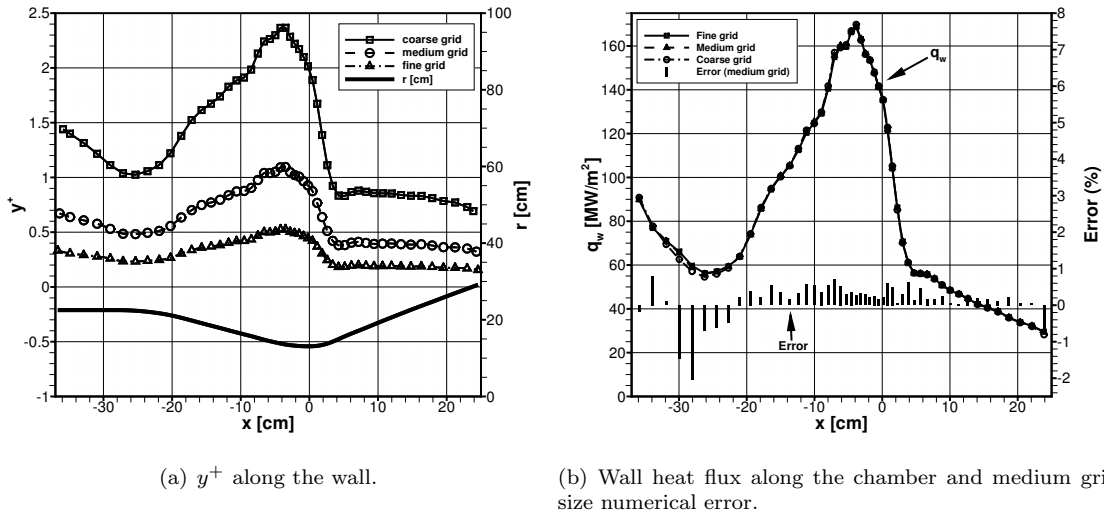 2.5
2
1.5
1
0.5
0
-0.5
-1
y+
100
80
60
40
20
0
r [cm]
-30
-20
-10
0
10
20
x [cm]
coarse grid
medium grid
fine grid
r [cm]
(a) y+ along the wall.
160
140
120
100
80
60
40
20
0
q_w [MW/m²]
8
7
6
5
4
3
2
1
0
-1
-2
Error (%)
-30
-20
-10
0
10
20
x [cm]
Fine grid
Medium grid
Coarse grid
Error (medium grid)
q_w
Error
(b) Wall heat flux along the chamber and medium gri
size numerical error.